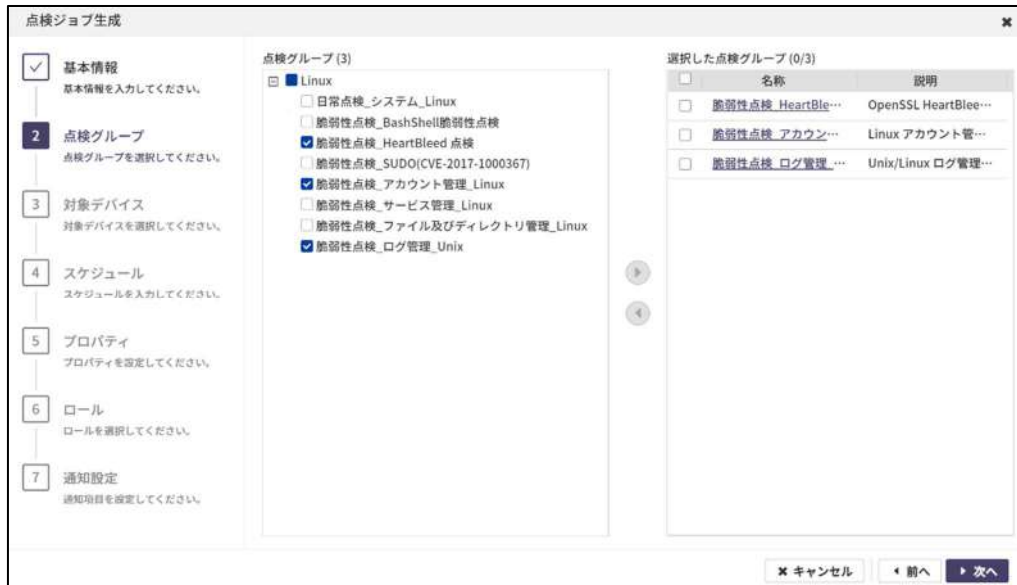 点検ジョブ生成
基本情報
基本情報を入力してください。
2
点検グループ
点検グループを選択してください。
3
対象デバイス
対象デバイスを選択してください。
4
スケジュール
スケジュールを入力してください。
5
プロパティ
プロパティを設定してください。
6
ロール
ロールを選択してください。
7
通知設定
通知項目を設定してください。
点検グループ (3)
Linux
日常点検_システム_Linux
脆弱性点検_BashShell脆弱性点検
脆弱性点検_HeartBleed 点検
脆弱性点検_SUDO(CVE-2017-1000367)
脆弱性点検_アカウント管理_Linux
脆弱性点検_サービス管理_Linux
脆弱性点検_ファイル及びディレクトリ管理_Linux
脆弱性点検_ログ管理_Unix
選択した点検グループ (0/3)
名称 説明
脆弱性点検_HeartBle… OpenSSL HeartBlee…
脆弱性点検_アカウン… Linux アカウント管…
脆弱性点検_ログ管理_… Unix/Linux ログ管理…
キャンセル 前へ 次へ